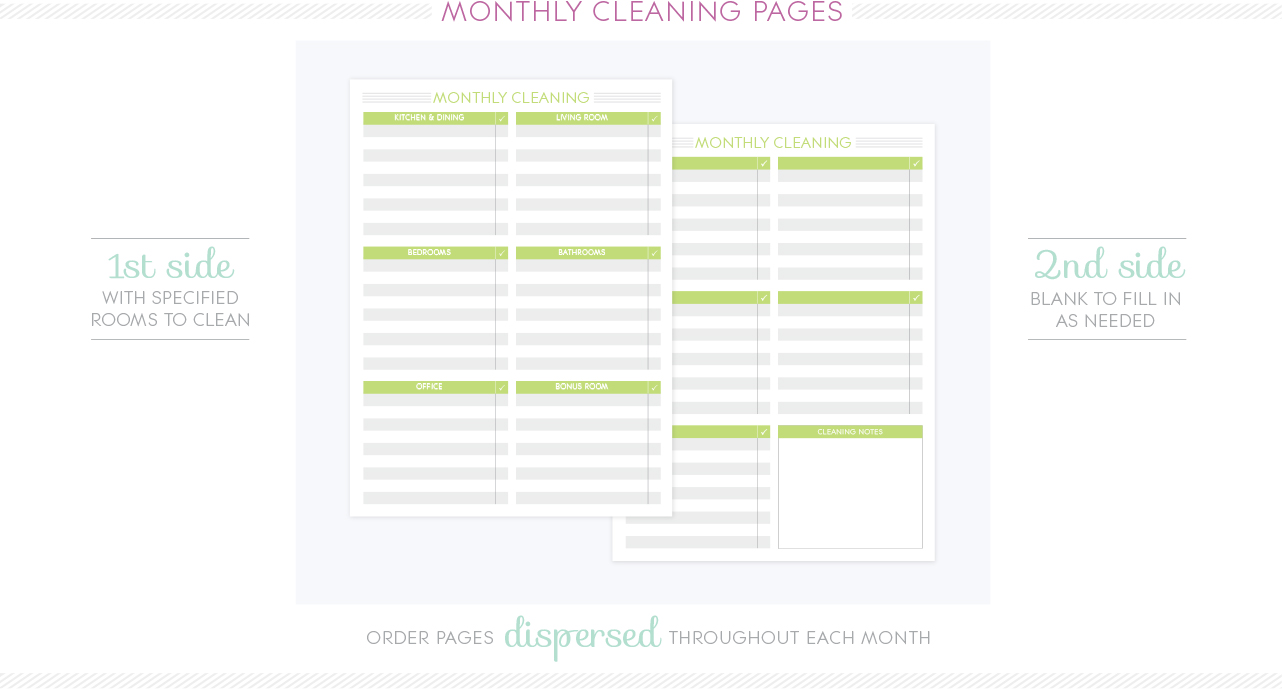 MONTHLY CLEANING PAGES
MONTHLY CLEANING
KITCHEN & DINING ✓
LIVING ROOM ✓
BEDROOMS ✓
BATHROOMS ✓
OFFICE ✓
BONUS ROOM ✓
MONTHLY CLEANING
✓
✓
✓
✓
✓
CLEANING NOTES
1st side
WITH SPECIFIED
ROOMS TO CLEAN
2nd side
BLANK TO FILL IN
AS NEEDED
ORDER PAGES dispersed THROUGHOUT EACH MONTH